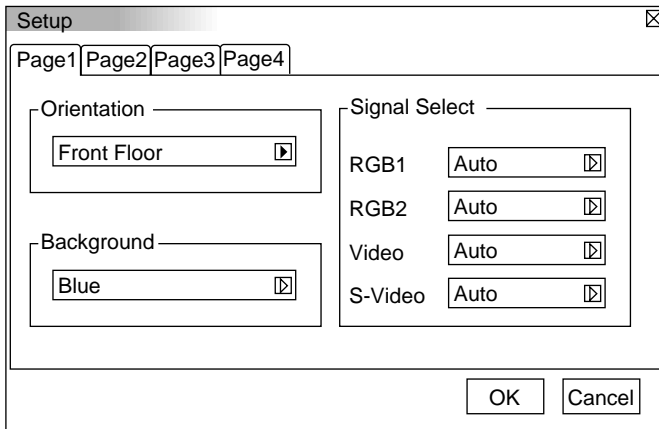 Setup
Page1 Page2 Page3 Page4
Orientation
Front Floor
Background
Blue
Signal Select
RGB1 Auto
RGB2 Auto
Video Auto
S-Video Auto
OK Cancel